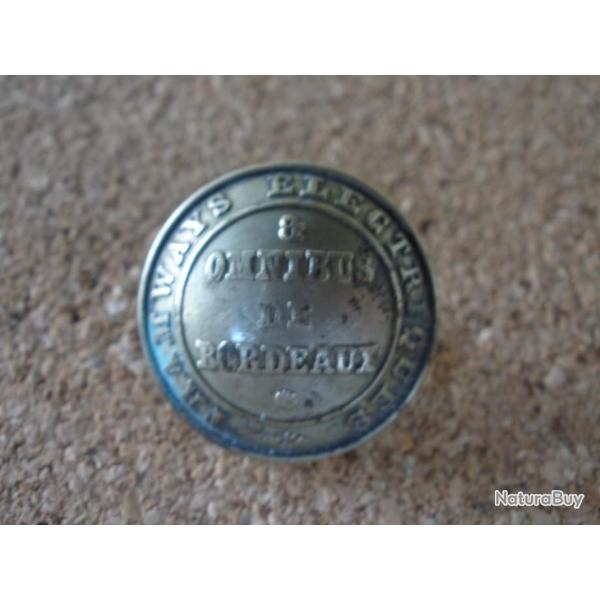 TRAMWAYS ELECTRIQUES
&
OMNIBUS
DE
BORDEAUX
NaturaBuy